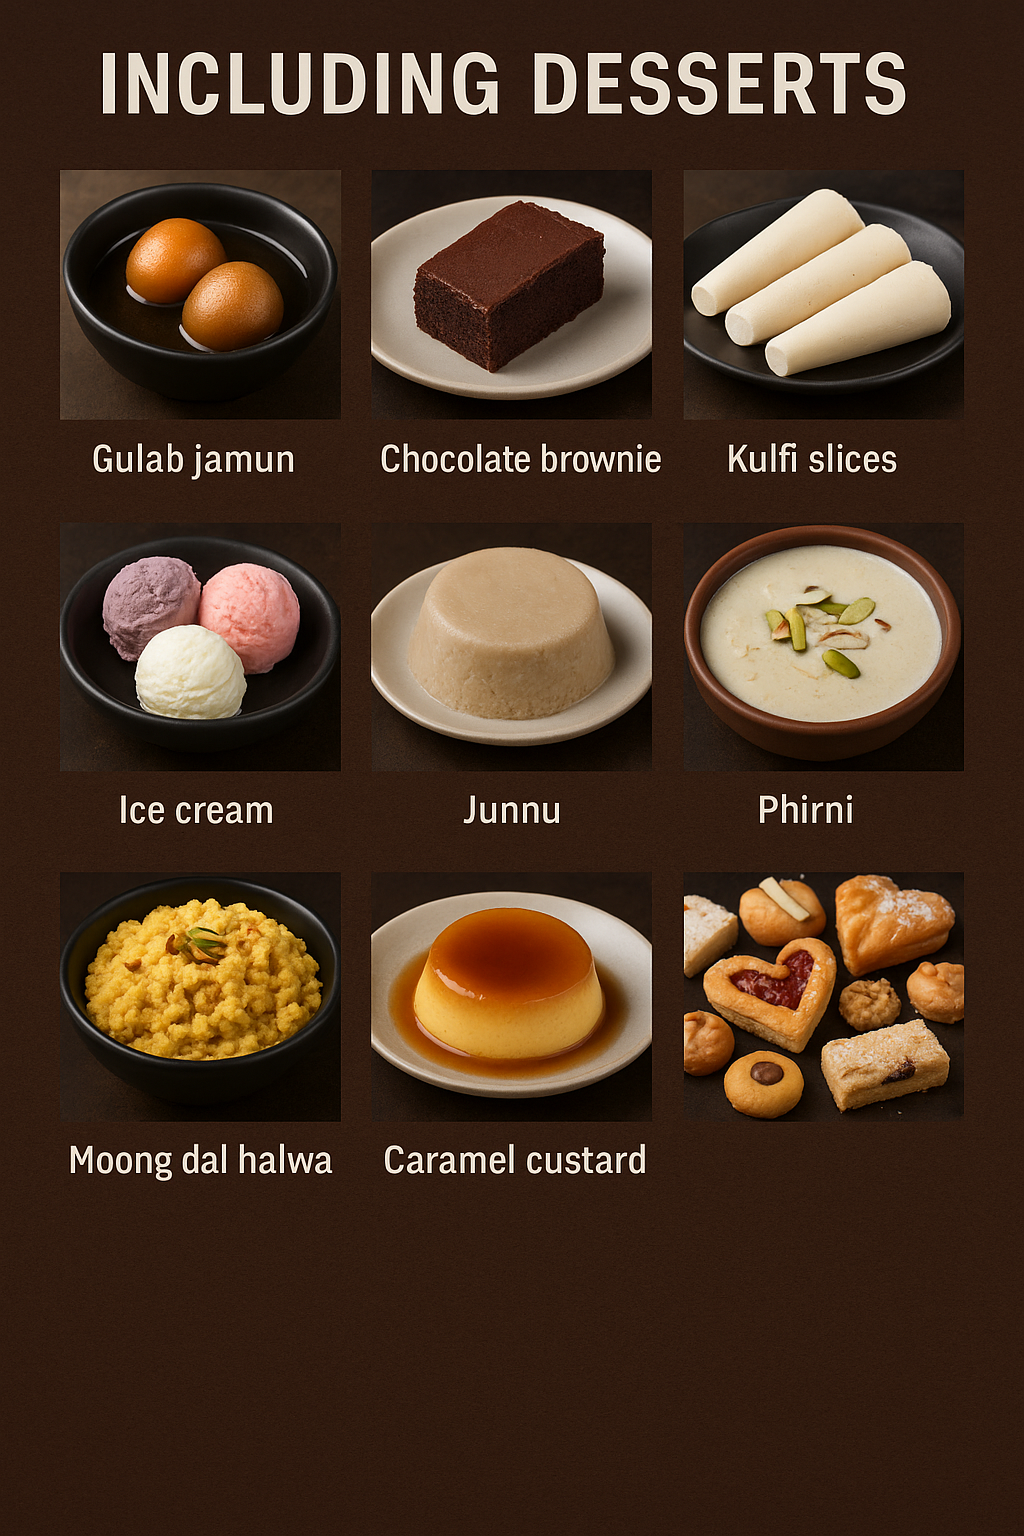 INCLUDING DESSERTS
Gulab jamun
Chocolate brownie
Kulfi slices
Ice cream
Junnu
Phirni
Moong dal halwa
Caramel custard